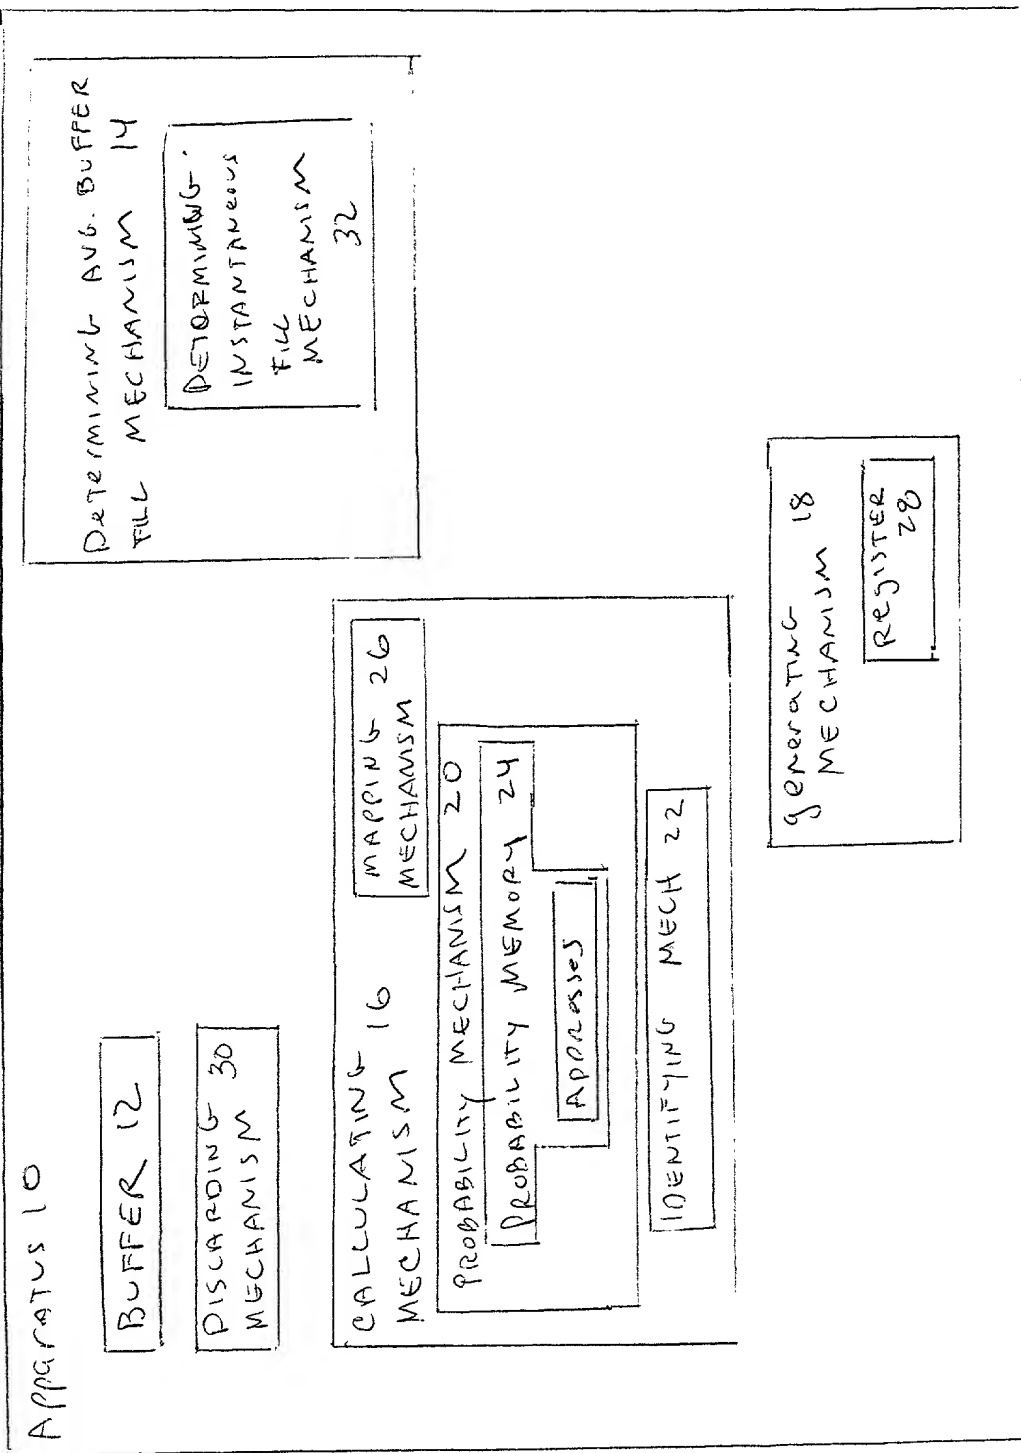 Apparatus 10
BUFFER 12
DISCARDING 30
MECHANISM
CALCULATING
MECHANISM 16
MAPPING 26
MECHANISM
PROBABILITY MECHANISM 20
PROBABILITY MEMORY 24
Addresses
IDENTIFYING MECH 22
Determining AVG. BUFFER
FILL MECHANISM 14
DETERMINING
INSTANTANEOUS
FILL
MECHANISM
32
generating 18
MECHANISM
Register
28